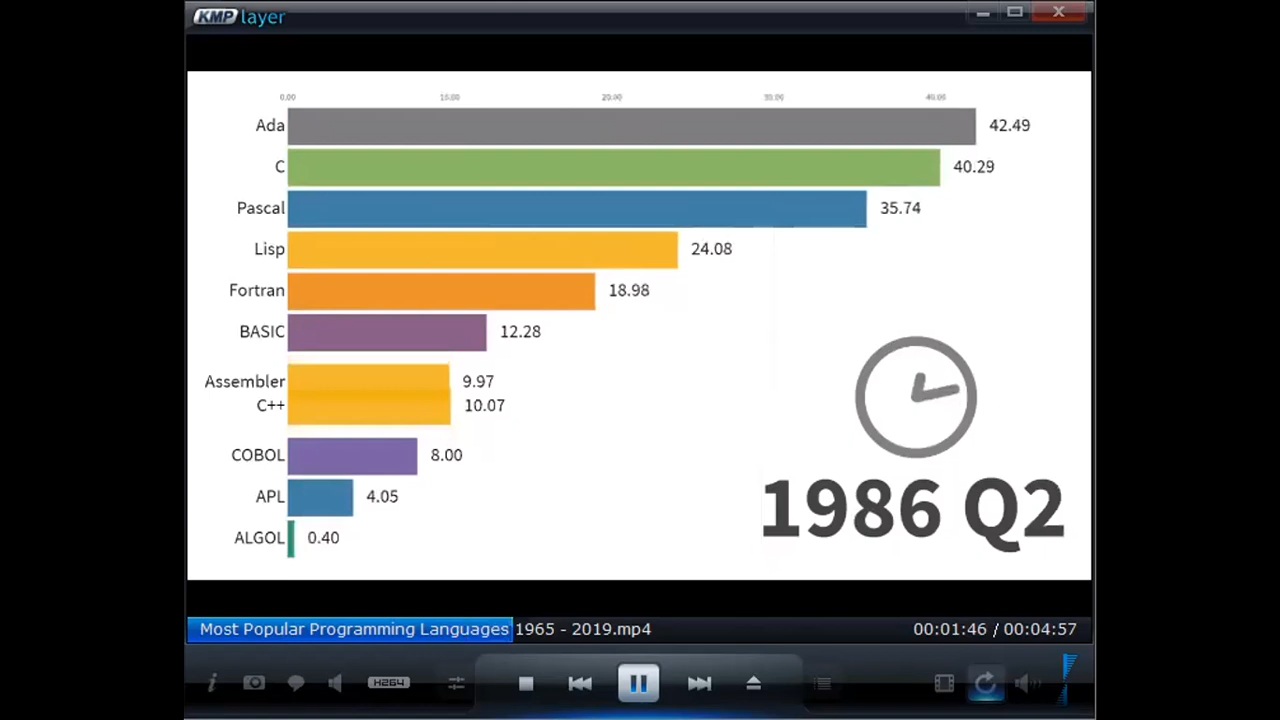 KMPlayer
0.00 10.00 20.00 30.00 40.00
Ada 42.49
C 40.29
Pascal 35.74
Lisp 24.08
Fortran 18.98
BASIC 12.28
Assembler 9.97
C++ 10.07
COBOL 8.00
APL 4.05
ALGOL 0.40
1986 Q2
Most Popular Programming Languages 1965 - 2019.mp4 00:01:46 / 00:04:57
H264